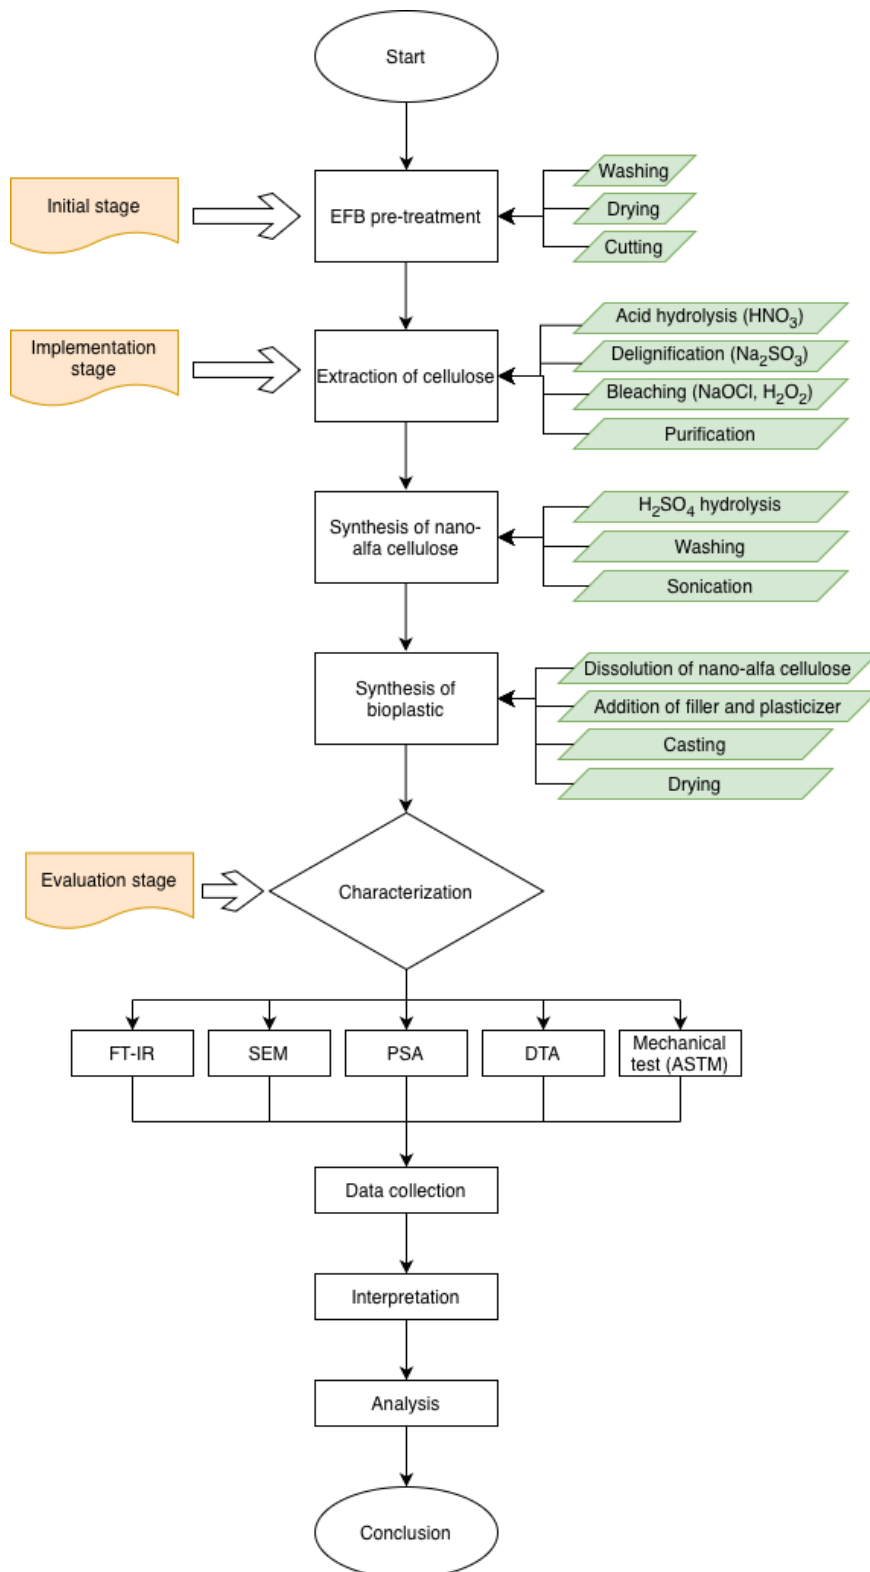 Start
Initial stage
EFB pre-treatment
Washing
Drying
Cutting
Implementation
stage
Extraction of cellulose
Acid hydrolysis (HNO₃)
Delignification (Na₂SO₃)
Bleaching (NaOCl, H₂O₂)
Purification
Synthesis of nano-
alfa cellulose
H₂SO₄ hydrolysis
Washing
Sonication
Synthesis of
bioplastic
Dissolution of nano-alfa cellulose
Addition of filler and plasticizer
Casting
Drying
Evaluation stage
Characterization
FT-IR
SEM
PSA
DTA
Mechanical
test (ASTM)
Data collection
Interpretation
Analysis
Conclusion